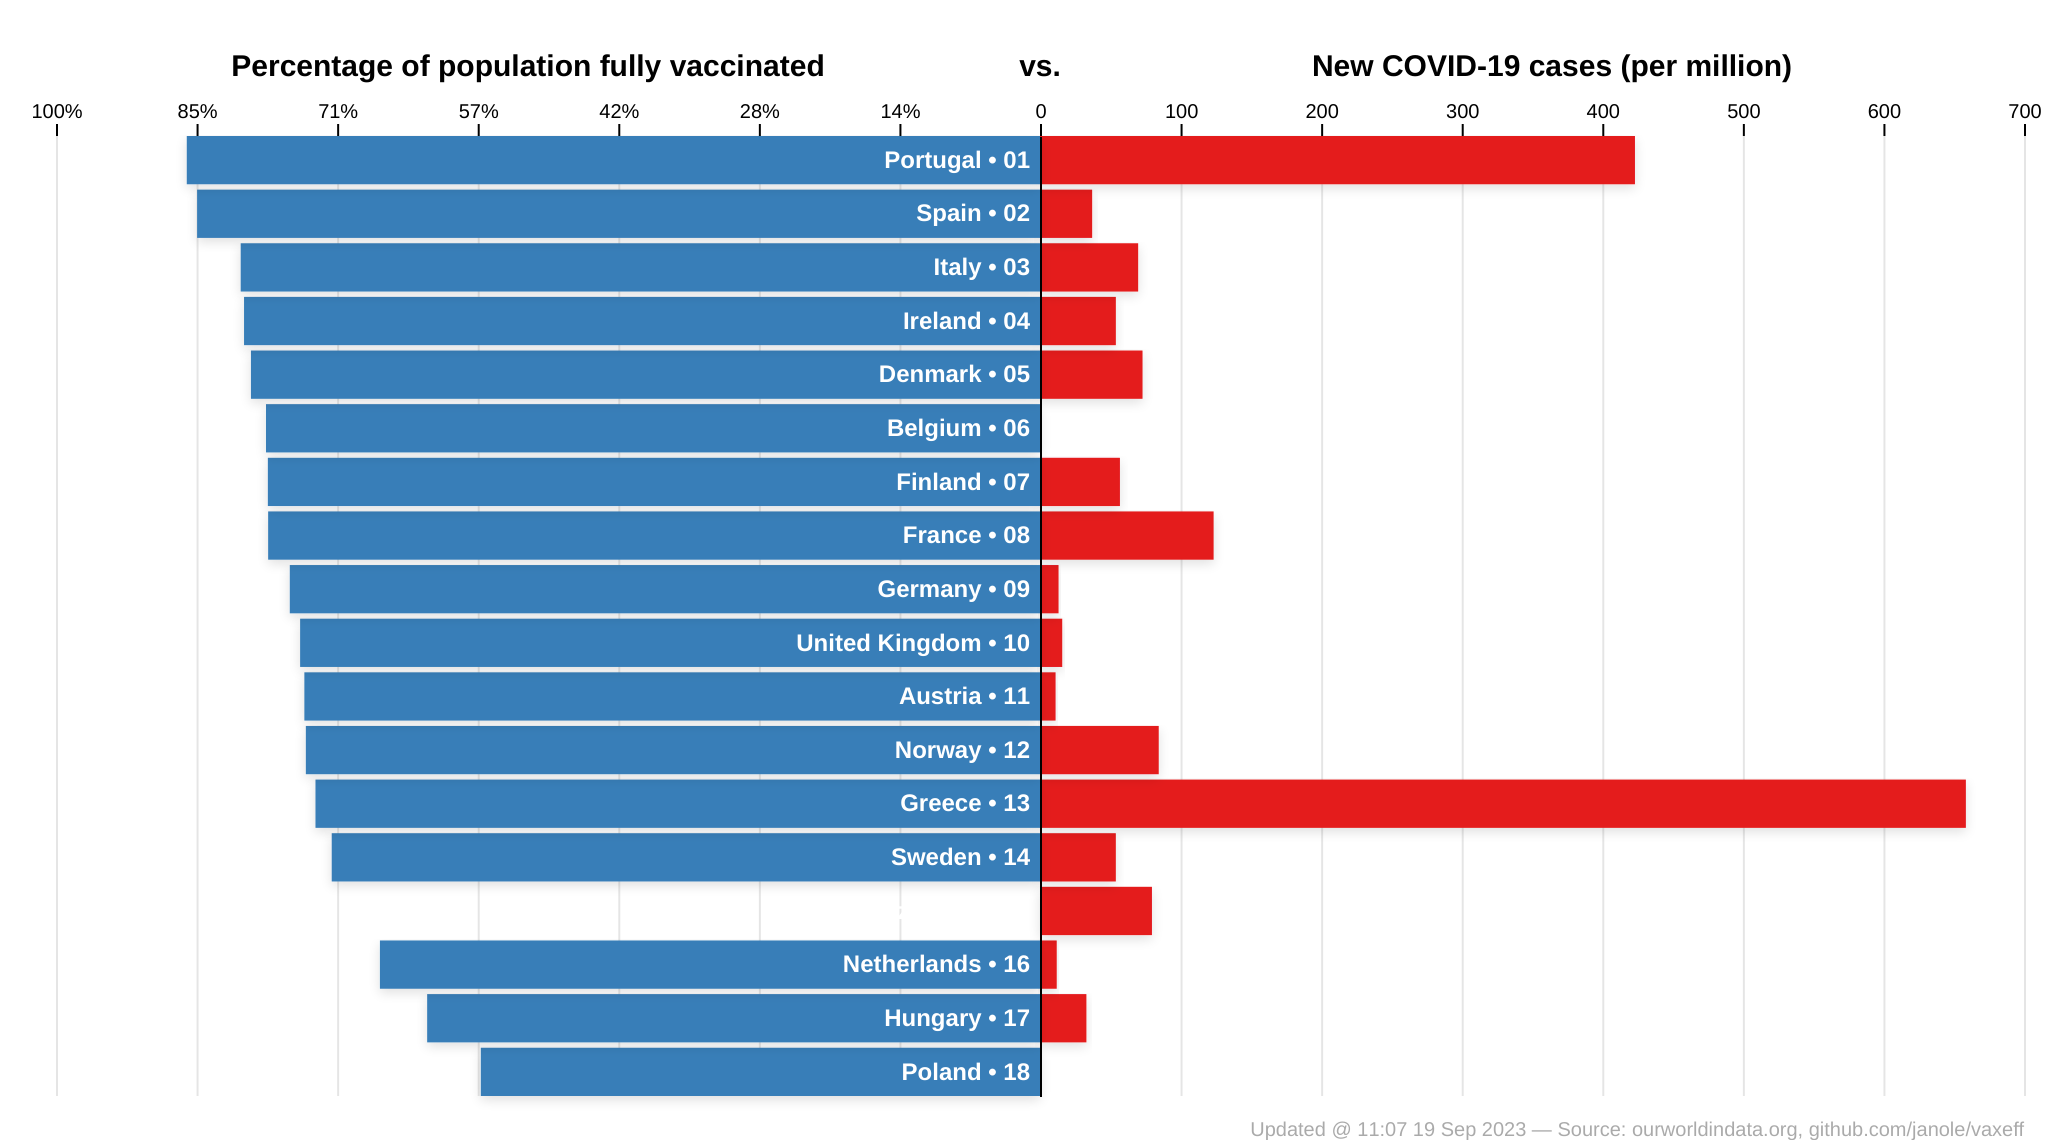 Percentage of population fully vaccinated vs. New COVID-19 cases (per million)
100% 85% 71% 57% 42% 28% 14% 0 100 200 300 400 500 600 700
Portugal • 01
Spain • 02
Italy • 03
Ireland • 04
Denmark • 05
Belgium • 06
Finland • 07
France • 08
Germany • 09
United Kingdom • 10
Austria • 11
Norway • 12
Greece • 13
Sweden • 14
Netherlands • 16
Hungary • 17
Poland • 18
Updated @ 11:07 19 Sep 2023 — Source: ourworldindata.org, github.com/janole/vaxeff